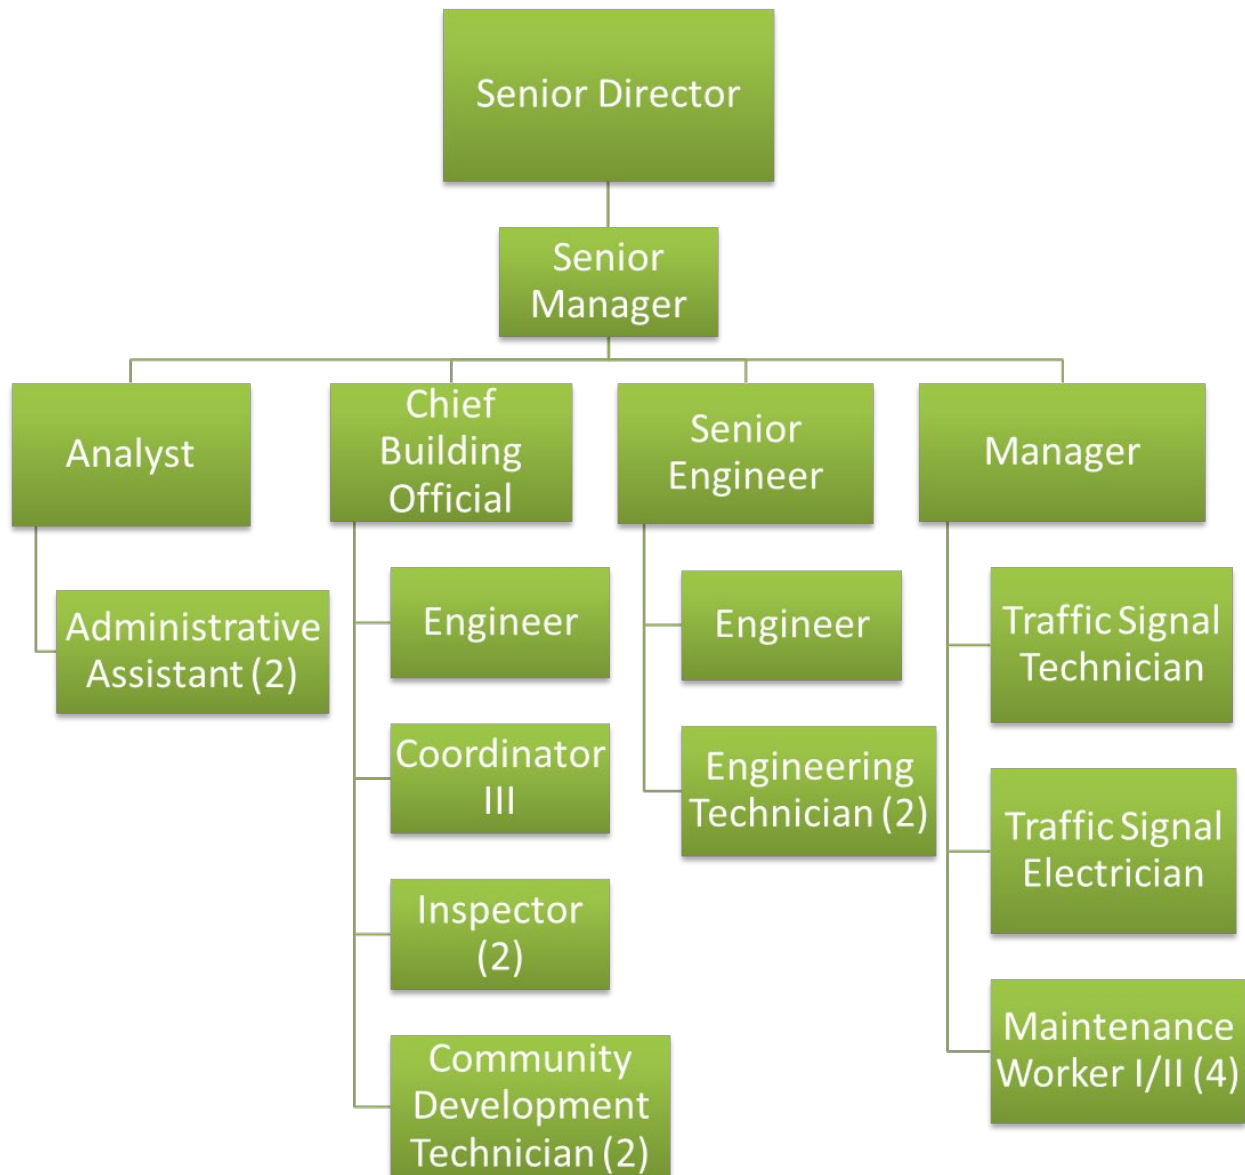 Senior Director
Senior
Manager
Analyst
Chief
Building
Official
Senior
Engineer
Manager
Administrative
Assistant (2)
Engineer
Coordinator
III
Inspector
(2)
Community
Development
Technician (2)
Engineer
Engineering
Technician (2)
Traffic Signal
Technician
Traffic Signal
Electrician
Maintenance
Worker I/II (4)